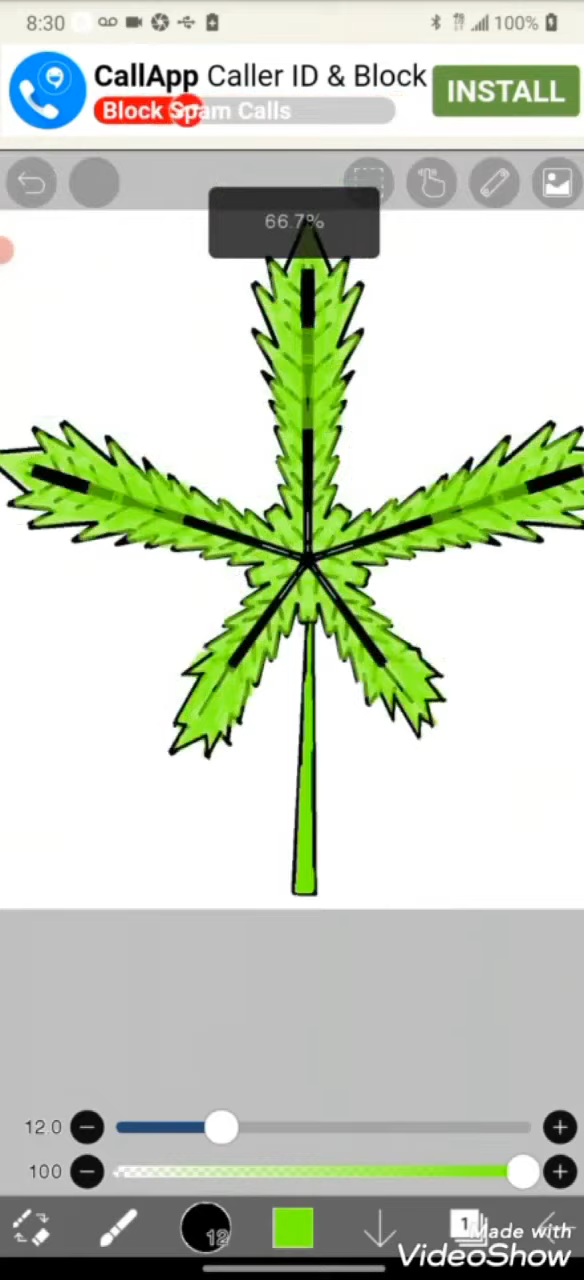 8:30
100%
CallApp Caller ID & Block
Block Spam Calls
INSTALL
66.7%
12.0
100
12
1
Made with
VideoShow